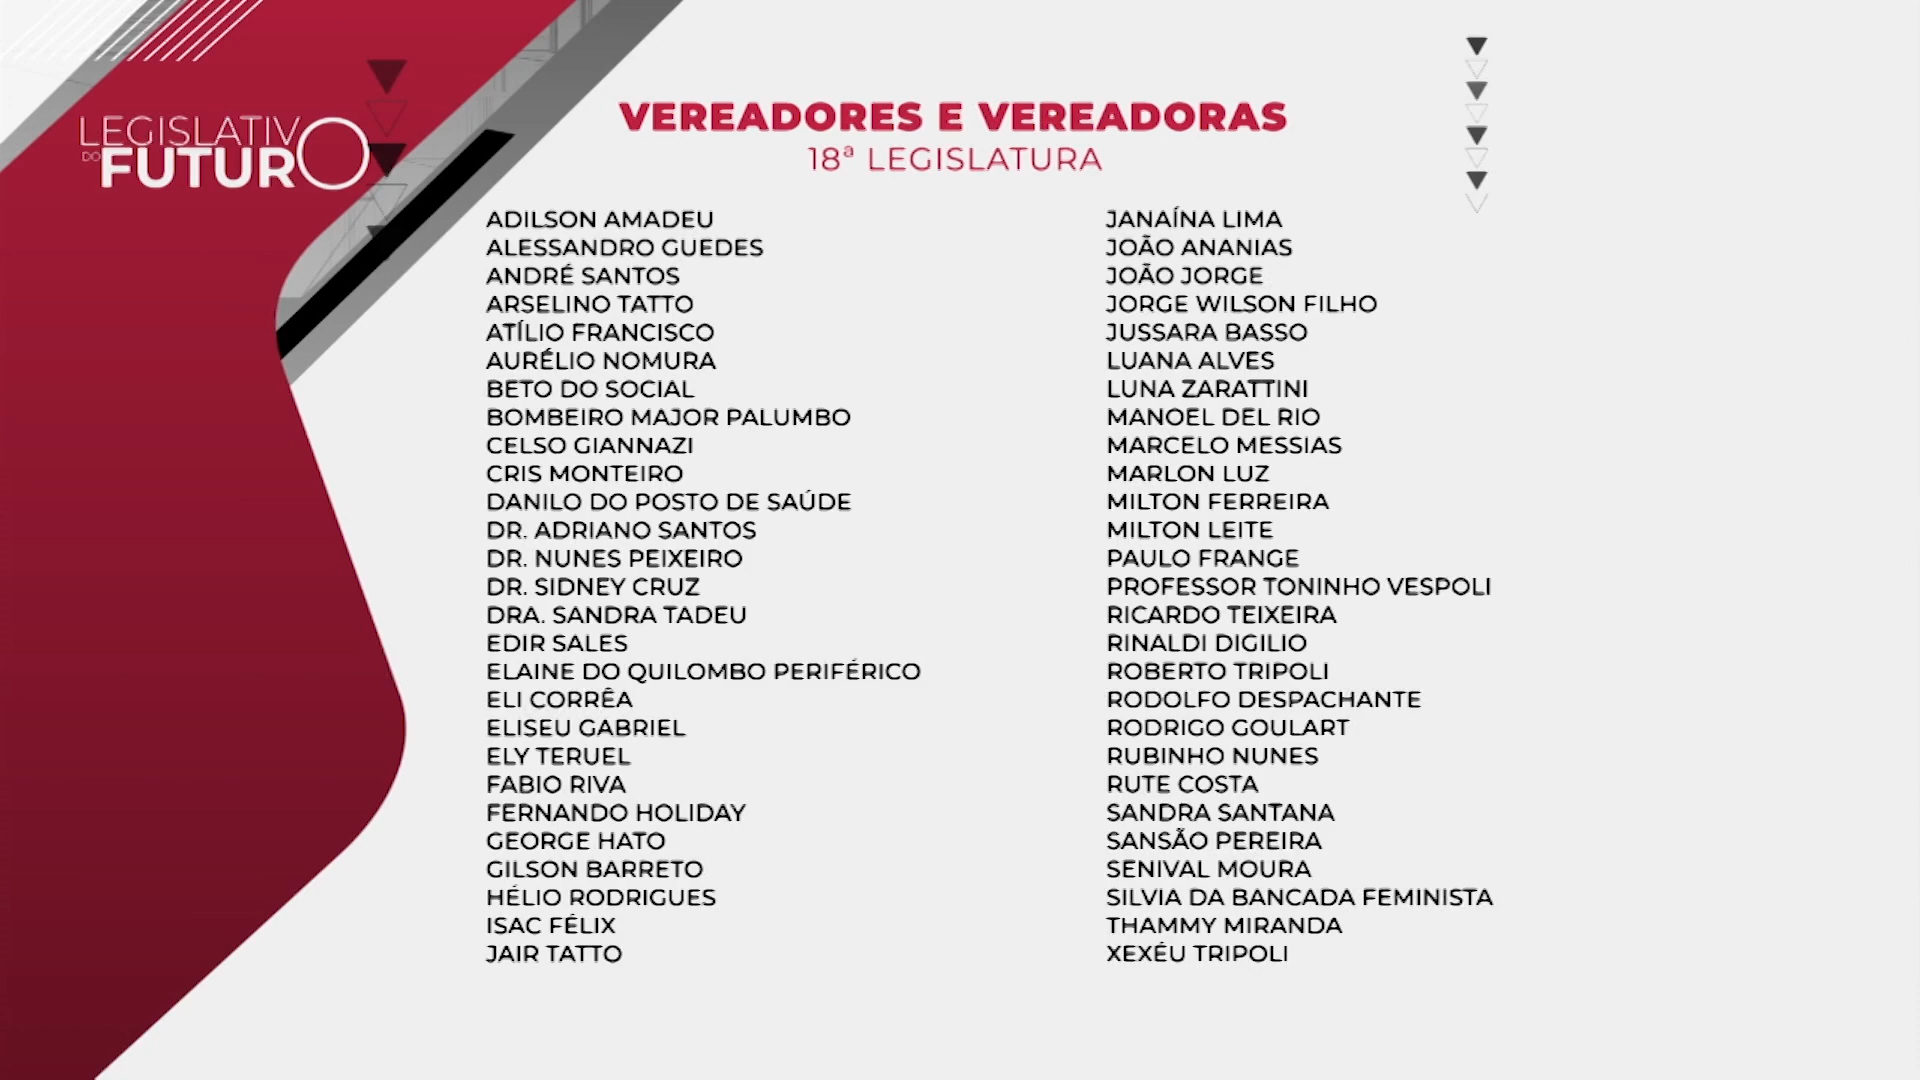 LEGISLATIVO
DO FUTURO
VEREADORES E VEREADORAS
18ª LEGISLATURA
ADILSON AMADEU
ALESSANDRO GUEDES
ANDRÉ SANTOS
ARSELINO TATTO
ATÍLIO FRANCISCO
AURÉLIO NOMURA
BETO DO SOCIAL
BOMBEIRO MAJOR PALUMBO
CELSO GIANNAZI
CRIS MONTEIRO
DANILO DO POSTO DE SAÚDE
DR. ADRIANO SANTOS
DR. NUNES PEIXEIRO
DR. SIDNEY CRUZ
DRA. SANDRA TADEU
EDIR SALES
ELAINE DO QUILOMBO PERIFÉRICO
ELI CORRÊA
ELISEU GABRIEL
ELY TERUEL
FABIO RIVA
FERNANDO HOLIDAY
GEORGE HATO
GILSON BARRETO
HÉLIO RODRIGUES
ISAC FÉLIX
JAIR TATTO
JANAÍNA LIMA
JOÃO ANANIAS
JOÃO JORGE
JORGE WILSON FILHO
JUSSARA BASSO
LUANA ALVES
LUNA ZARATTINI
MANOEL DEL RIO
MARCELO MESSIAS
MARLON LUZ
MILTON FERREIRA
MILTON LEITE
PAULO FRANGE
PROFESSOR TONINHO VESPOLI
RICARDO TEIXEIRA
RINALDI DIGILIO
ROBERTO TRIPOLI
RODOLFO DESPACHANTE
RODRIGO GOULART
RUBINHO NUNES
RUTE COSTA
SANDRA SANTANA
SANSÃO PEREIRA
SENIVAL MOURA
SILVIA DA BANCADA FEMINISTA
THAMMY MIRANDA
XEXÉU TRIPOLI